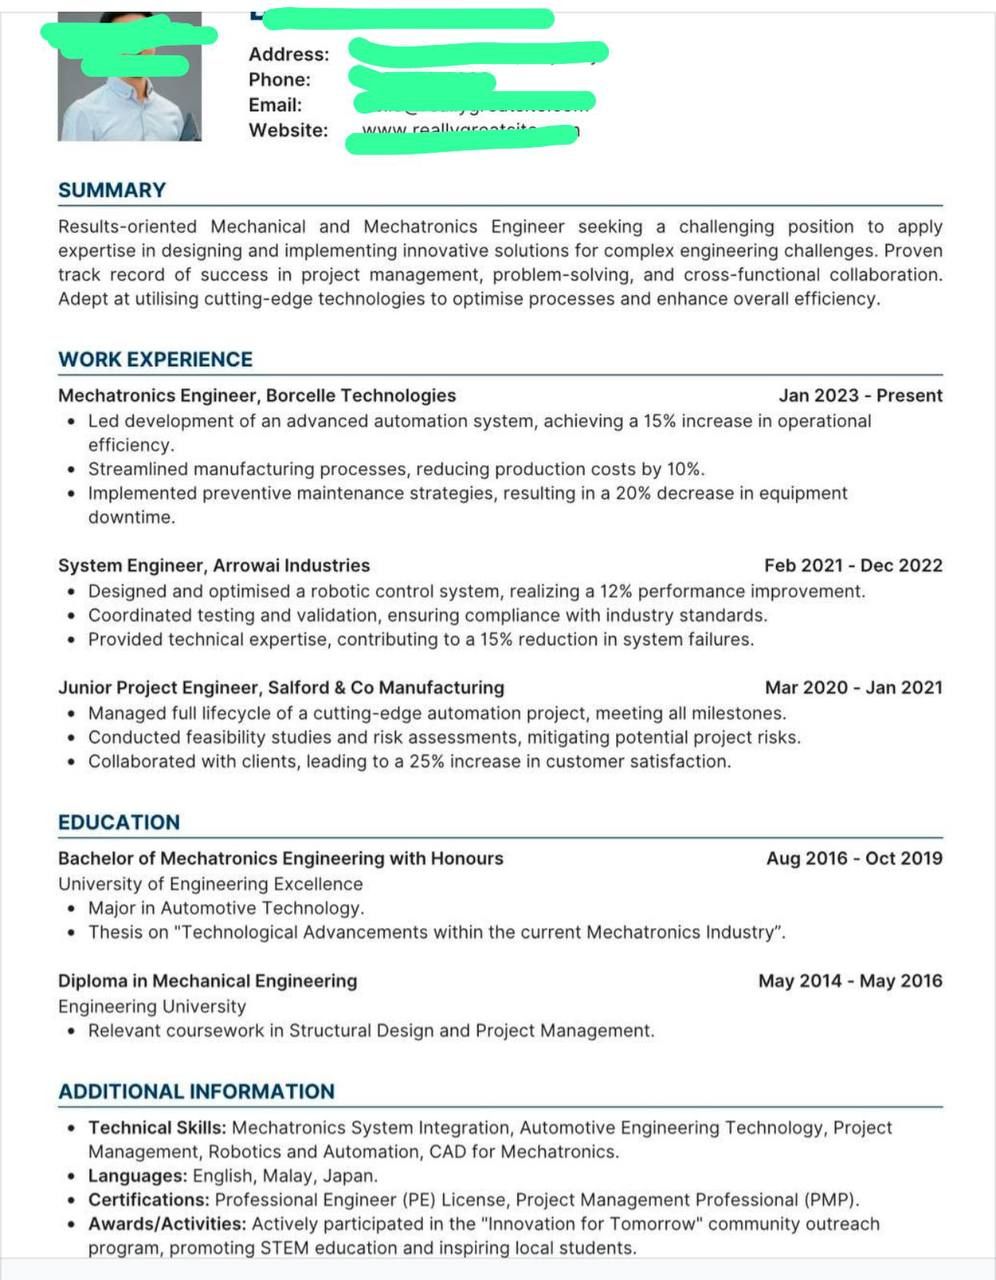 Address:
Phone:
Email:
Website:
SUMMARY
Results-oriented Mechanical and Mechatronics Engineer seeking a challenging position to apply
expertise in designing and implementing innovative solutions for complex engineering challenges. Proven
track record of success in project management, problem-solving, and cross-functional collaboration.
Adept at utilising cutting-edge technologies to optimise processes and enhance overall efficiency.
WORK EXPERIENCE
Mechatronics Engineer, Borcelle Technologies Jan 2023 - Present
• Led development of an advanced automation system, achieving a 15% increase in operational
efficiency.
• Streamlined manufacturing processes, reducing production costs by 10%.
• Implemented preventive maintenance strategies, resulting in a 20% decrease in equipment
downtime.
System Engineer, Arrowai Industries Feb 2021 - Dec 2022
• Designed and optimised a robotic control system, realizing a 12% performance improvement.
• Coordinated testing and validation, ensuring compliance with industry standards.
• Provided technical expertise, contributing to a 15% reduction in system failures.
Junior Project Engineer, Salford & Co Manufacturing Mar 2020 - Jan 2021
• Managed full lifecycle of a cutting-edge automation project, meeting all milestones.
• Conducted feasibility studies and risk assessments, mitigating potential project risks.
• Collaborated with clients, leading to a 25% increase in customer satisfaction.
EDUCATION
Bachelor of Mechatronics Engineering with Honours Aug 2016 - Oct 2019
University of Engineering Excellence
• Major in Automotive Technology.
• Thesis on "Technological Advancements within the current Mechatronics Industry”.
Diploma in Mechanical Engineering May 2014 - May 2016
Engineering University
• Relevant coursework in Structural Design and Project Management.
ADDITIONAL INFORMATION
• Technical Skills: Mechatronics System Integration, Automotive Engineering Technology, Project
Management, Robotics and Automation, CAD for Mechatronics.
• Languages: English, Malay, Japan.
• Certifications: Professional Engineer (PE) License, Project Management Professional (PMP).
• Awards/Activities: Actively participated in the "Innovation for Tomorrow" community outreach
program, promoting STEM education and inspiring local students.